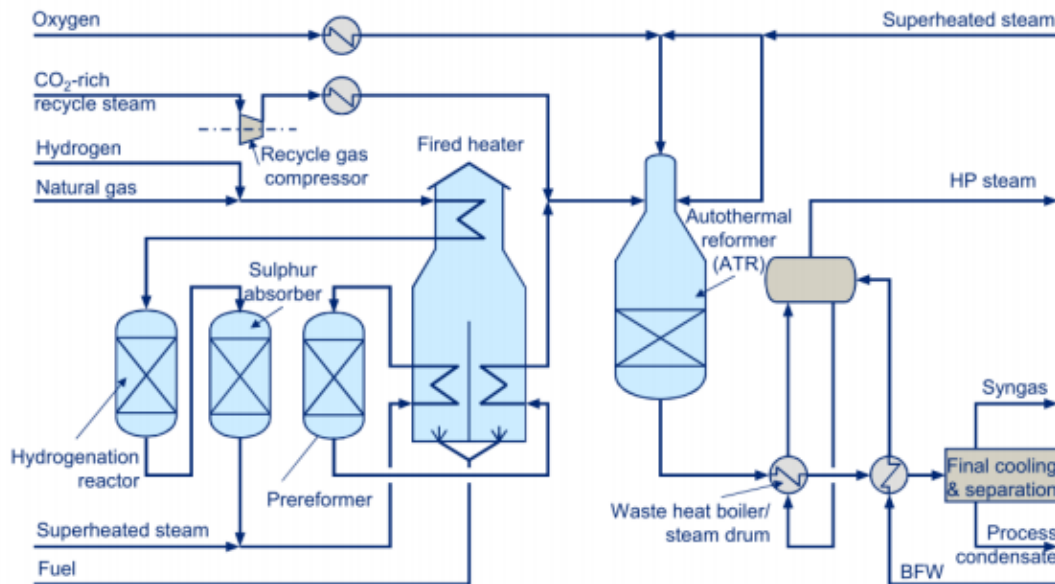 Oxygen
Superheated steam
CO₂-rich
recycle steam
Fired heater
Hydrogen
Recycle gas
compressor
Natural gas
HP steam
Autothermal
reformer
(ATR)
Sulphur
absorber
Syngas
Hydrogenation
reactor
Prereformer
Final cooling
& separation
Waste heat boiler/
steam drum
Superheated steam
Process
condensate
Fuel
BFW